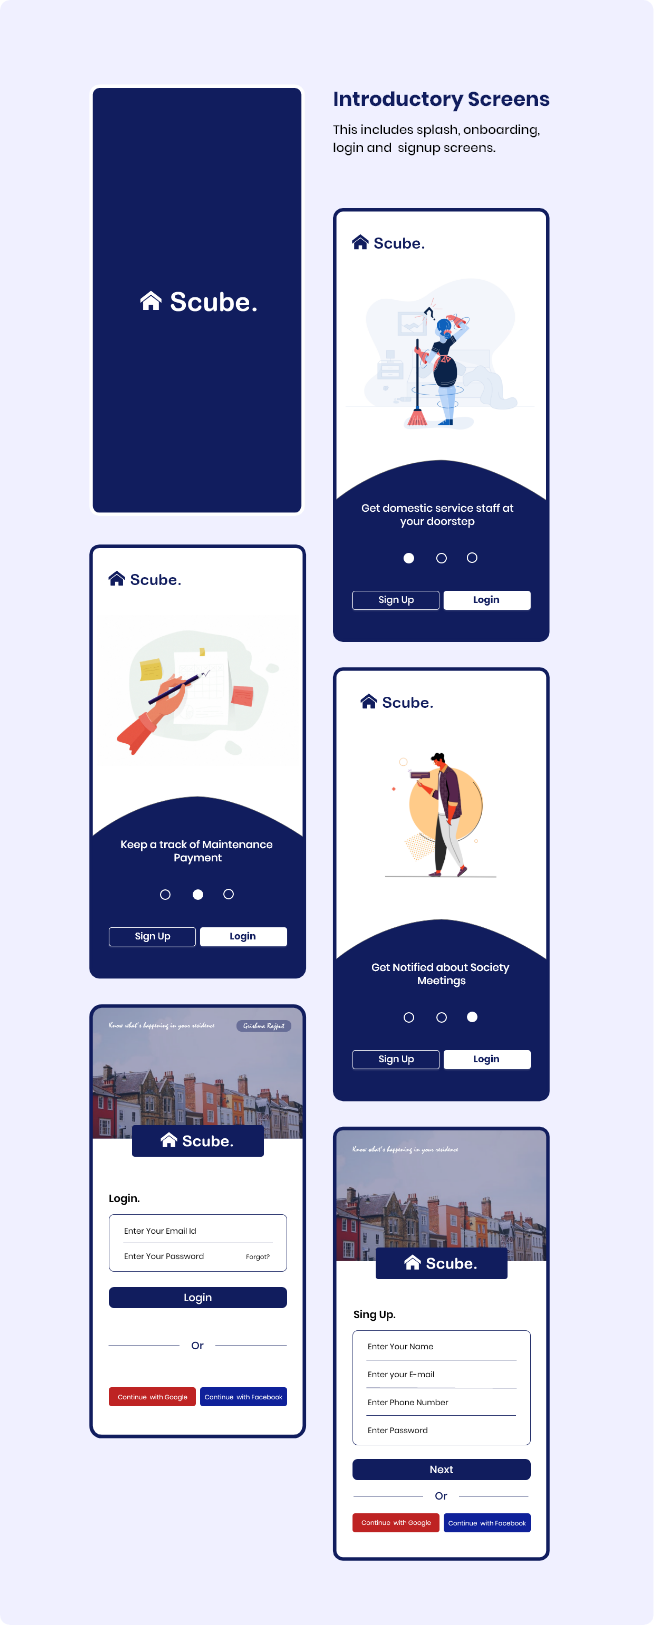 Scube.
Introductory Screens
This includes splash, onboarding,
login and signup screens.
Scube.
Get domestic service staff at
your doorstep
Sign Up
Login
Scube.
Keep a track of Maintenance
Payment
Sign Up
Login
Scube.
Get Notified about Society
Meetings
Sign Up
Login
Know what's happening in your residence
Grishma Rajput
Scube.
Login.
Enter Your Email Id
Enter Your Password
Forgot?
Login
Or
Continue with Google
Continue with Facebook
Know what's happening in your residence
Scube.
Sing Up.
Enter Your Name
Enter your E-mail
Enter Phone Number
Enter Password
Next
Or
Continue with Google
Continue with Facebook